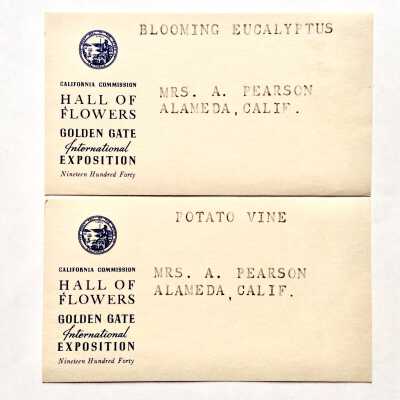 BLOOMING EUCALYPTUS
CALIFORNIA COMMISSION
HALL OF
FLOWERS
GOLDEN GATE
International
EXPOSITION
Nineteen Hundred Forty
MRS. A. PEARSON
ALAMEDA, CALIF.
POTATO VINE
CALIFORNIA COMMISSION
HALL OF
FLOWERS
GOLDEN GATE
International
EXPOSITION
Nineteen Hundred Forty
MRS. A. PEARSON
ALAMEDA, CALIF.